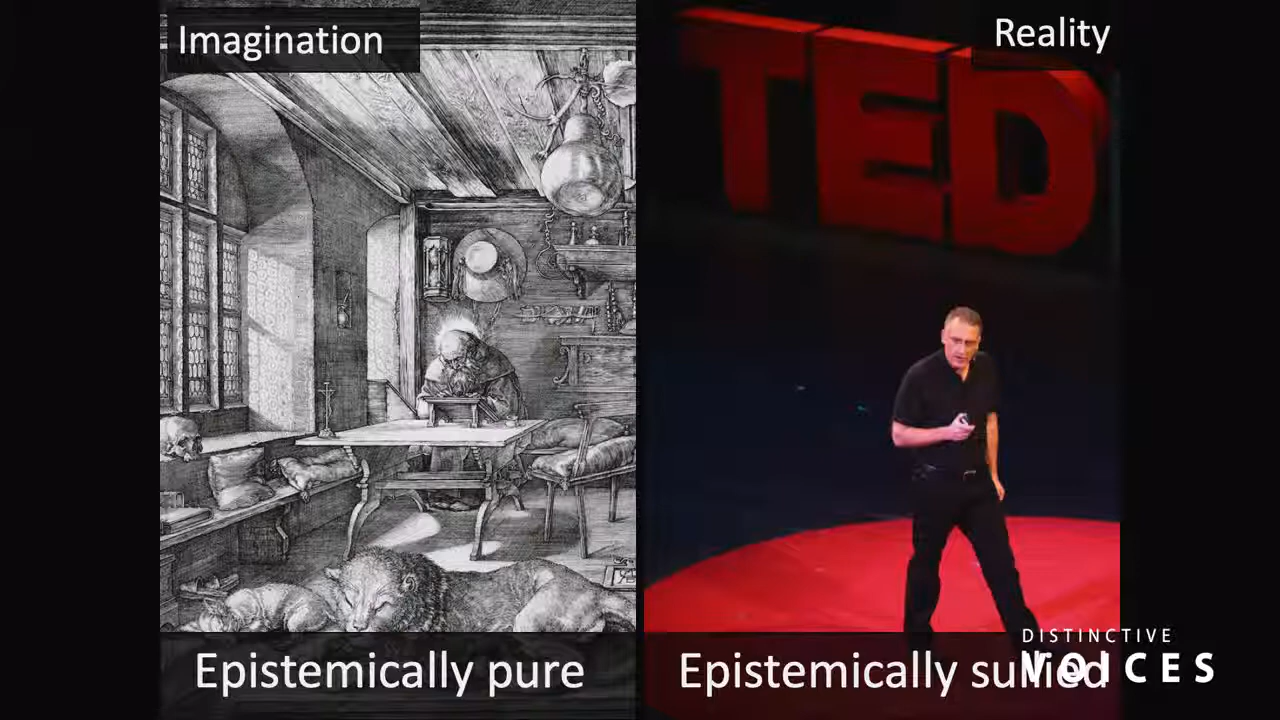 Imagination
Reality
TED
Epistemically pure
Epistemically sullied
DISTINCTIVE
VOICES